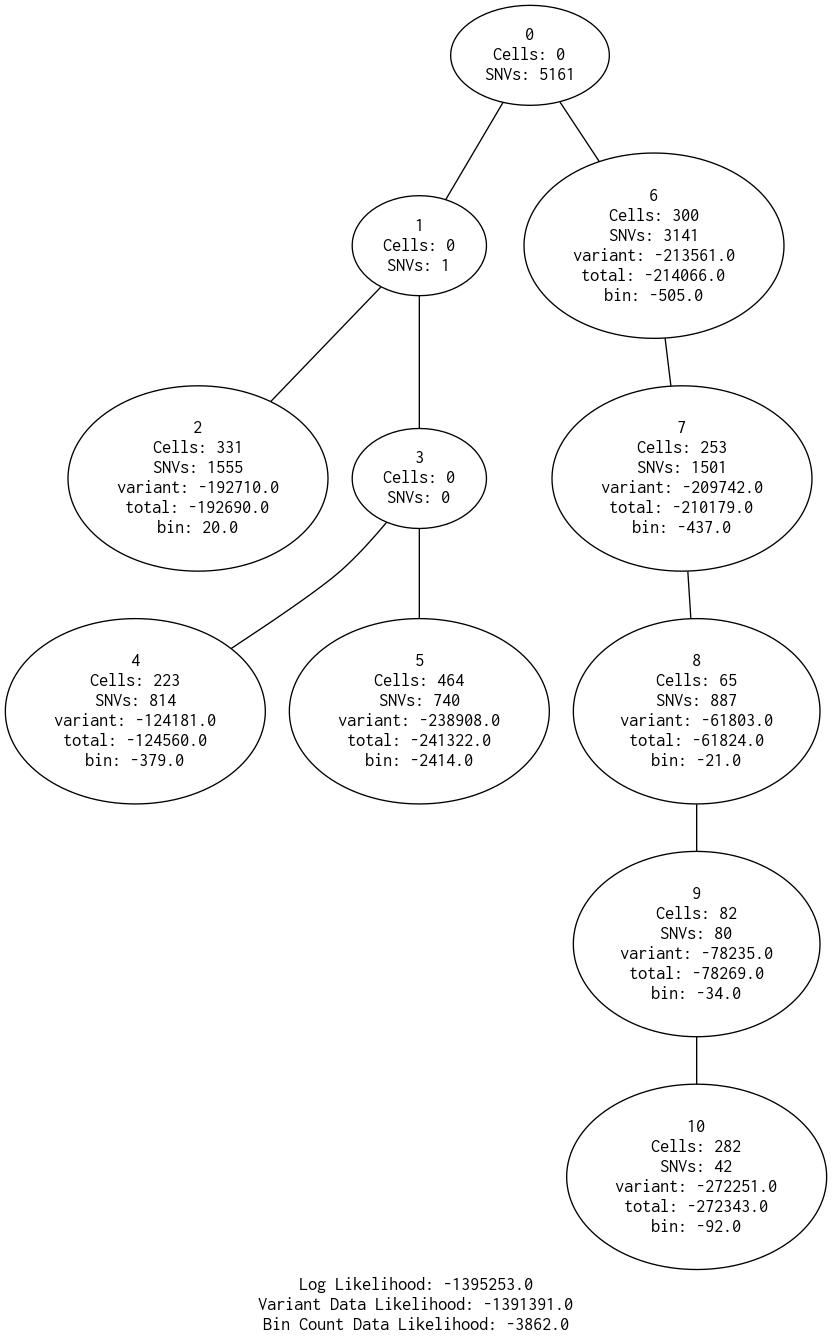 0
Cells: 0
SNVs: 5161
1
Cells: 0
SNVs: 1
6
Cells: 300
SNVs: 3141
variant: -213561.0
total: -214066.0
bin: -505.0
2
Cells: 331
SNVs: 1555
variant: -192710.0
total: -192690.0
bin: 20.0
3
Cells: 0
SNVs: 0
7
Cells: 253
SNVs: 1501
variant: -209742.0
total: -210179.0
bin: -437.0
4
Cells: 223
SNVs: 814
variant: -124181.0
total: -124560.0
bin: -379.0
5
Cells: 464
SNVs: 740
variant: -238908.0
total: -241322.0
bin: -2414.0
8
Cells: 65
SNVs: 887
variant: -61803.0
total: -61824.0
bin: -21.0
9
Cells: 82
SNVs: 80
variant: -78235.0
total: -78269.0
bin: -34.0
10
Cells: 282
SNVs: 42
variant: -272251.0
total: -272343.0
bin: -92.0
Log Likelihood: -1395253.0
Variant Data Likelihood: -1391391.0
Bin Count Data Likelihood: -3862.0